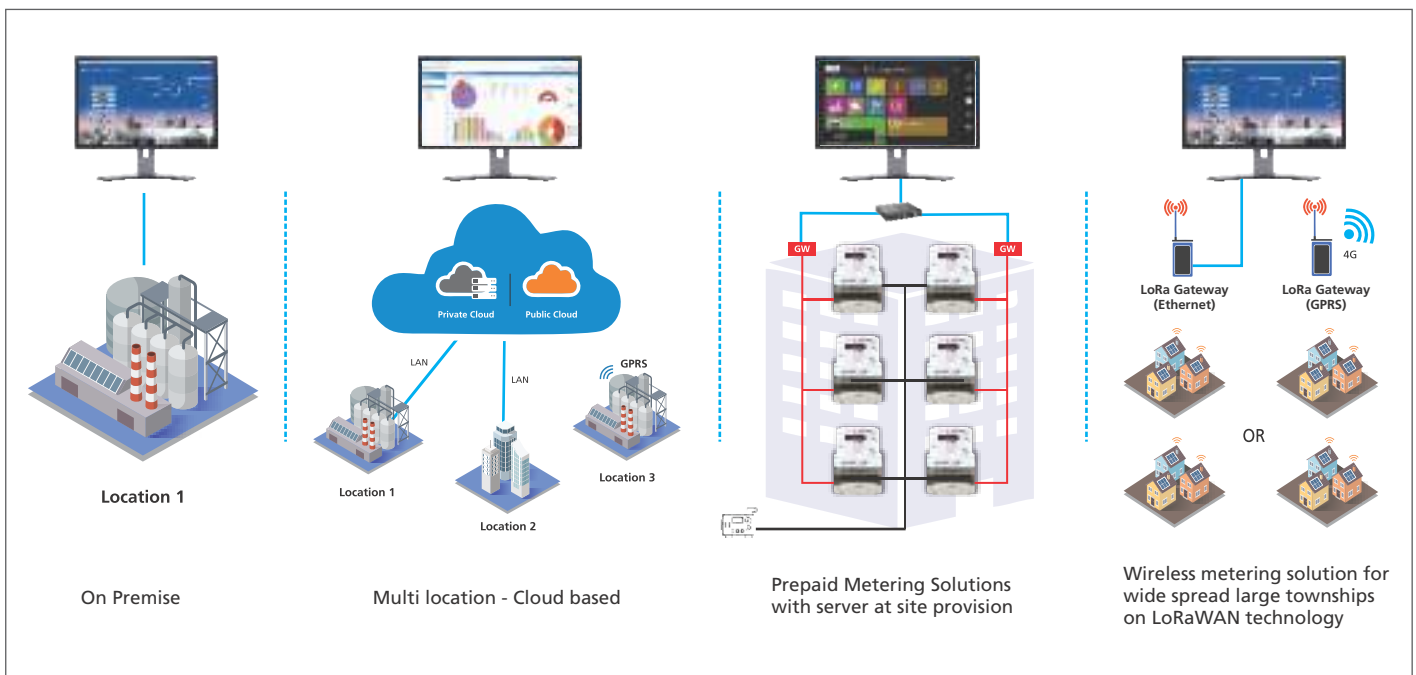 Location 1
On Premise
Private Cloud
Public Cloud
LAN
LAN
GPRS
Location 1
Location 2
Location 3
Multi location - Cloud based
GW
GW
Prepaid Metering Solutions
with server at site provision
4G
LoRa Gateway
(Ethernet)
LoRa Gateway
(GPRS)
OR
Wireless metering solution for
wide spread large townships
on LoRaWAN technology